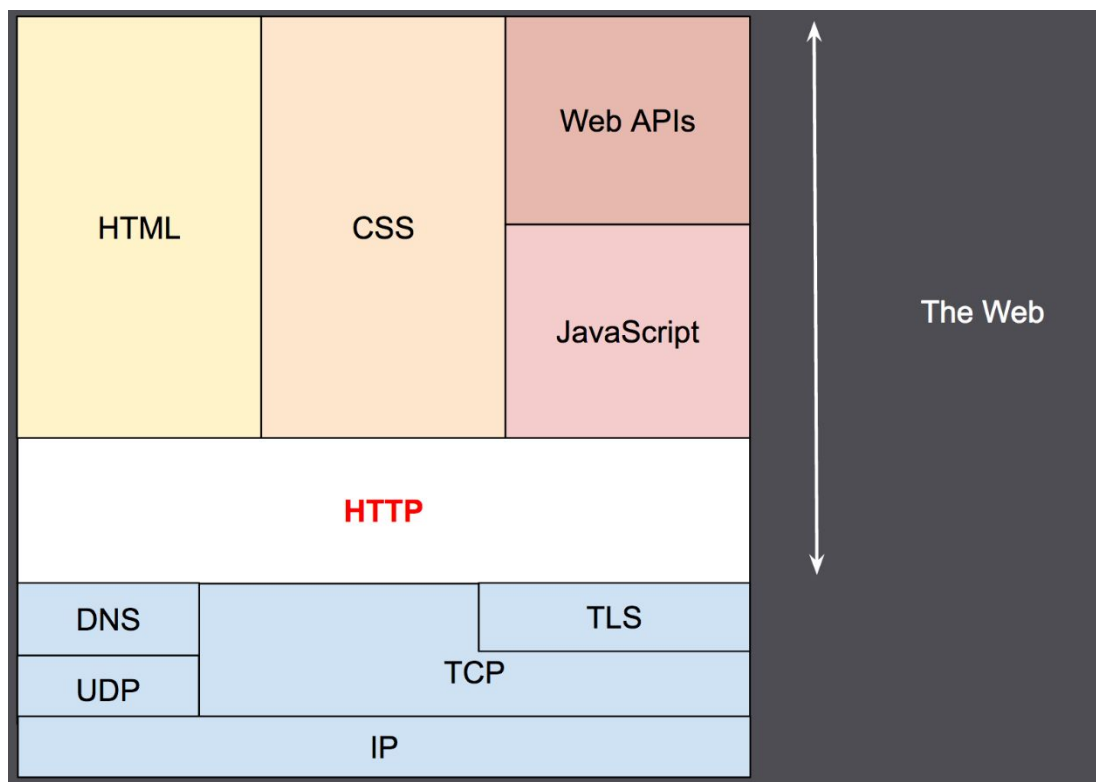 Web APIs
HTML
CSS
JavaScript
The Web
HTTP
DNS
TLS
UDP
TCP
IP